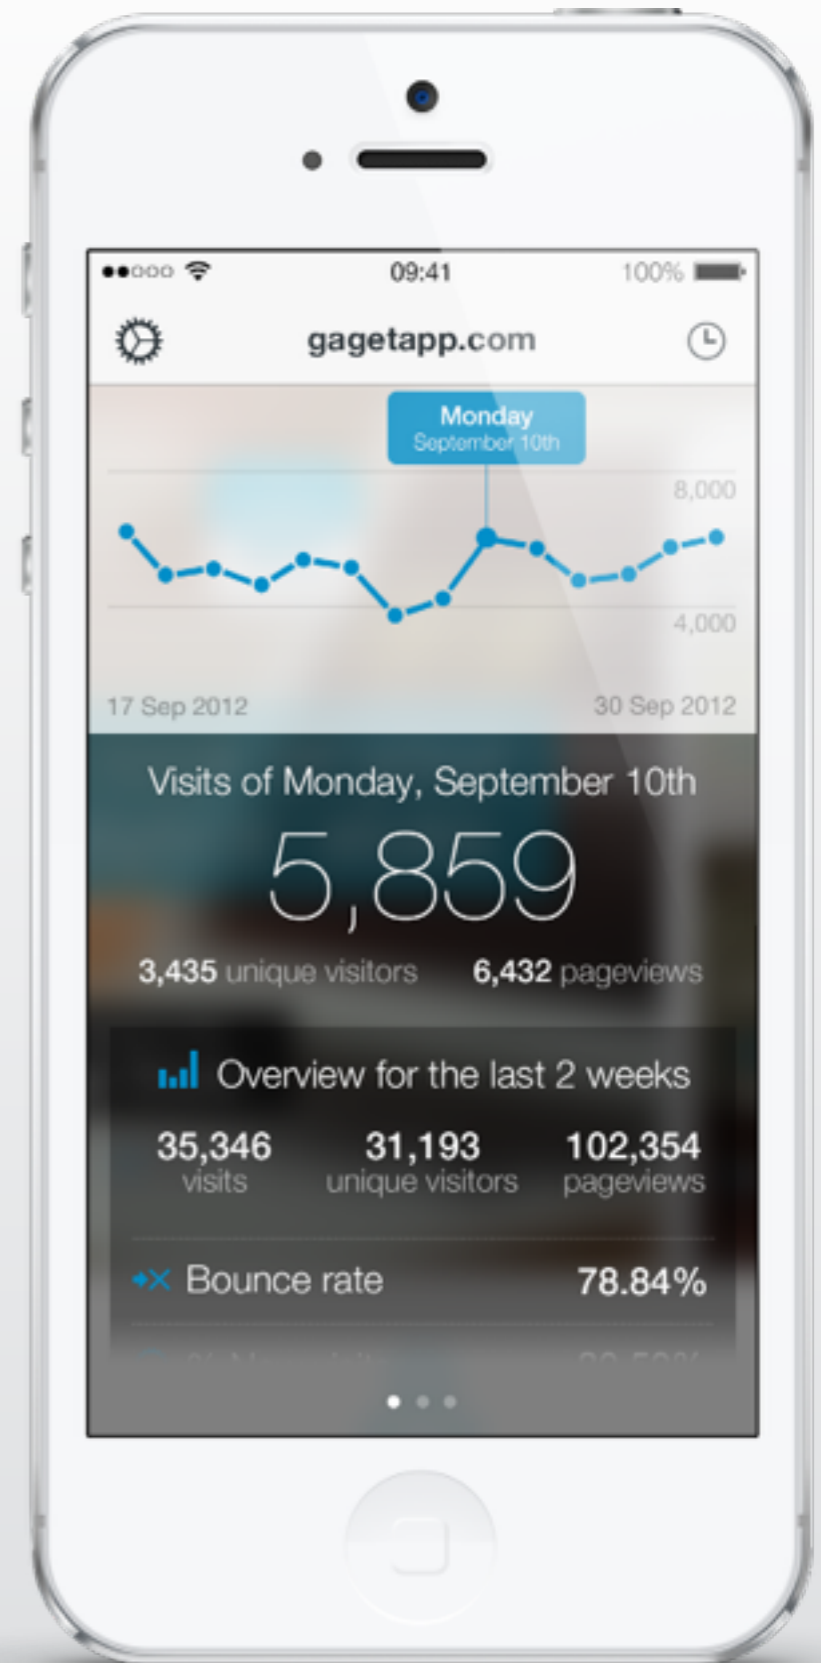 09:41 100%
gagetapp.com
Monday
September 10th
8,000
4,000
17 Sep 2012 30 Sep 2012
Visits of Monday, September 10th
5,859
3,435 unique visitors 6,432 pageviews
Overview for the last 2 weeks
35,346 31,193 102,354
visits unique visitors pageviews
Bounce rate 78.84%